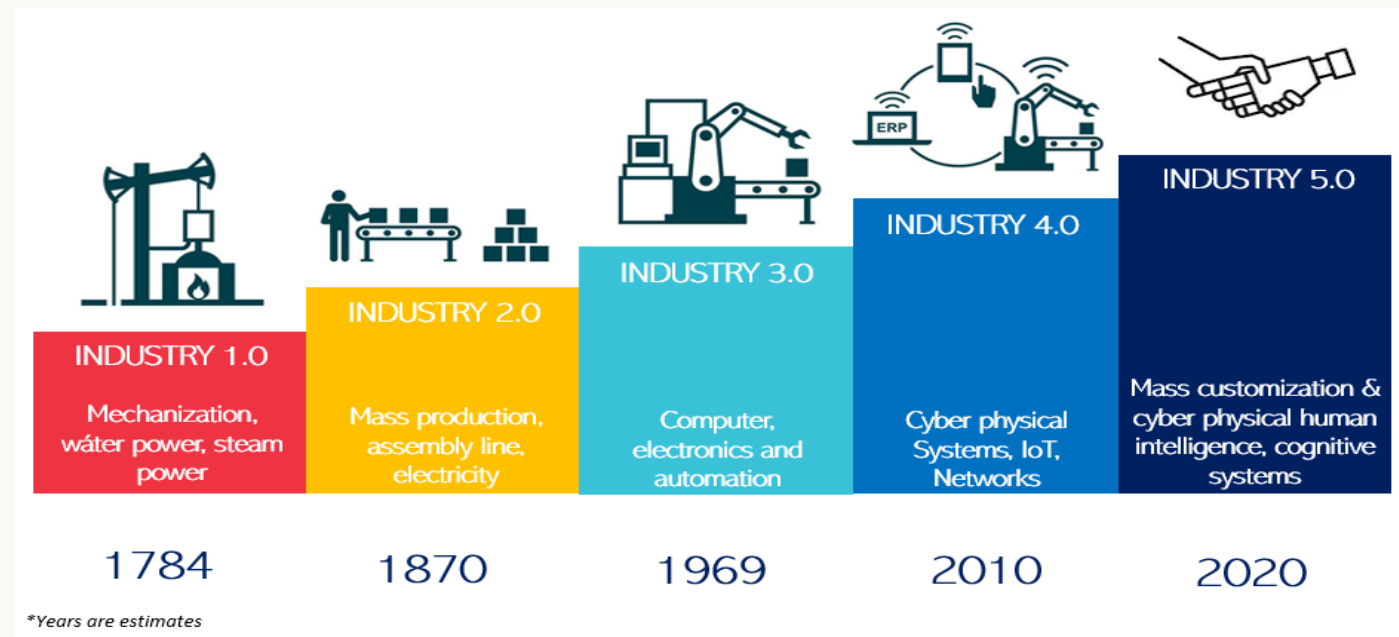 ERP
INDUSTRY 1.0
Mechanization,
wáter power, steam
power
INDUSTRY 2.0
Mass production,
assembly line,
electricity
INDUSTRY 3.0
Computer,
electronics and
automation
INDUSTRY 4.0
Cyber physical
Systems, IoT,
Networks
INDUSTRY 5.0
Mass customization &
cyber physical human
intelligence, cognitive
systems
1784
1870
1969
2010
2020
*Years are estimates